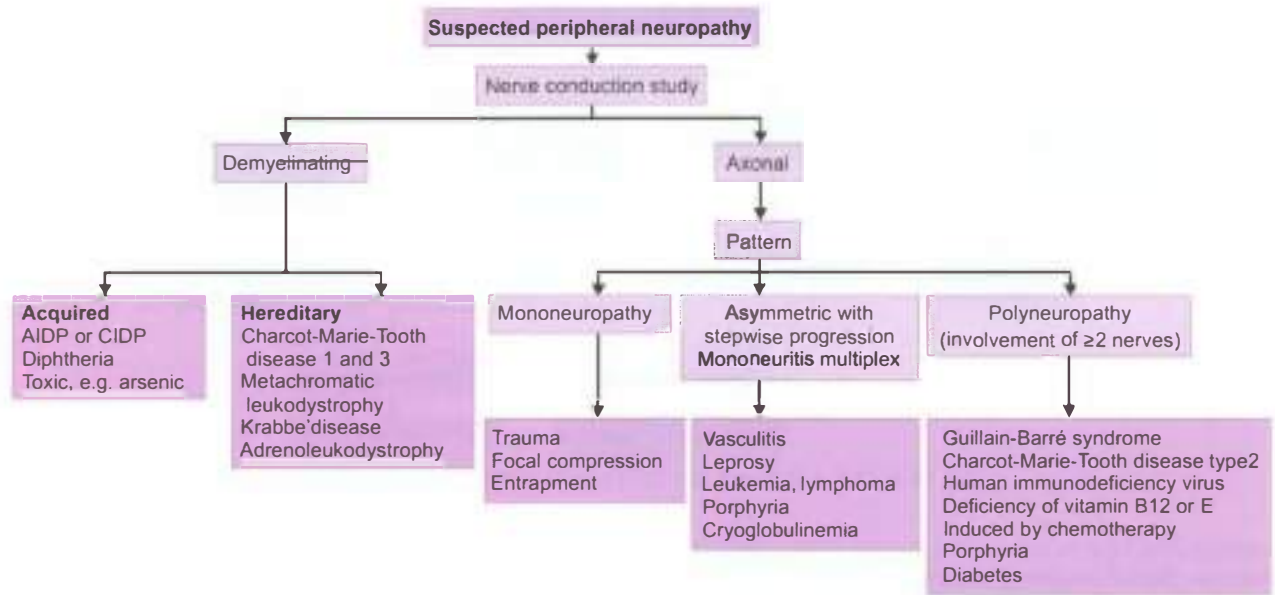 Suspected peripheral neuropathy
Nerve conduction study
Demyelinating
Axonal
Pattern
Acquired
AIDP or CIDP
Diphtheria
Toxic, e.g. arsenic
Hereditary
Charcot-Marie-Tooth
disease 1 and 3
Metachromatic
leukodystrophy
Krabbe`disease
Adrenoleukodystrophy
Mononeuropathy
Asymmetric with
stepwise progression
Mononeuritis multiplex
Polyneuropathy
(involvement of ≥2 nerves)
Trauma
Focal compression
Entrapment
Vasculitis
Leprosy
Leukemia, lymphoma
Porphyria
Cryoglobulinemia
Guillain-Barré syndrome
Charcot-Marie-Tooth disease type2
Human immunodeficiency virus
Deficiency of vitamin B12 or E
Induced by chemotherapy
Porphyria
Diabetes